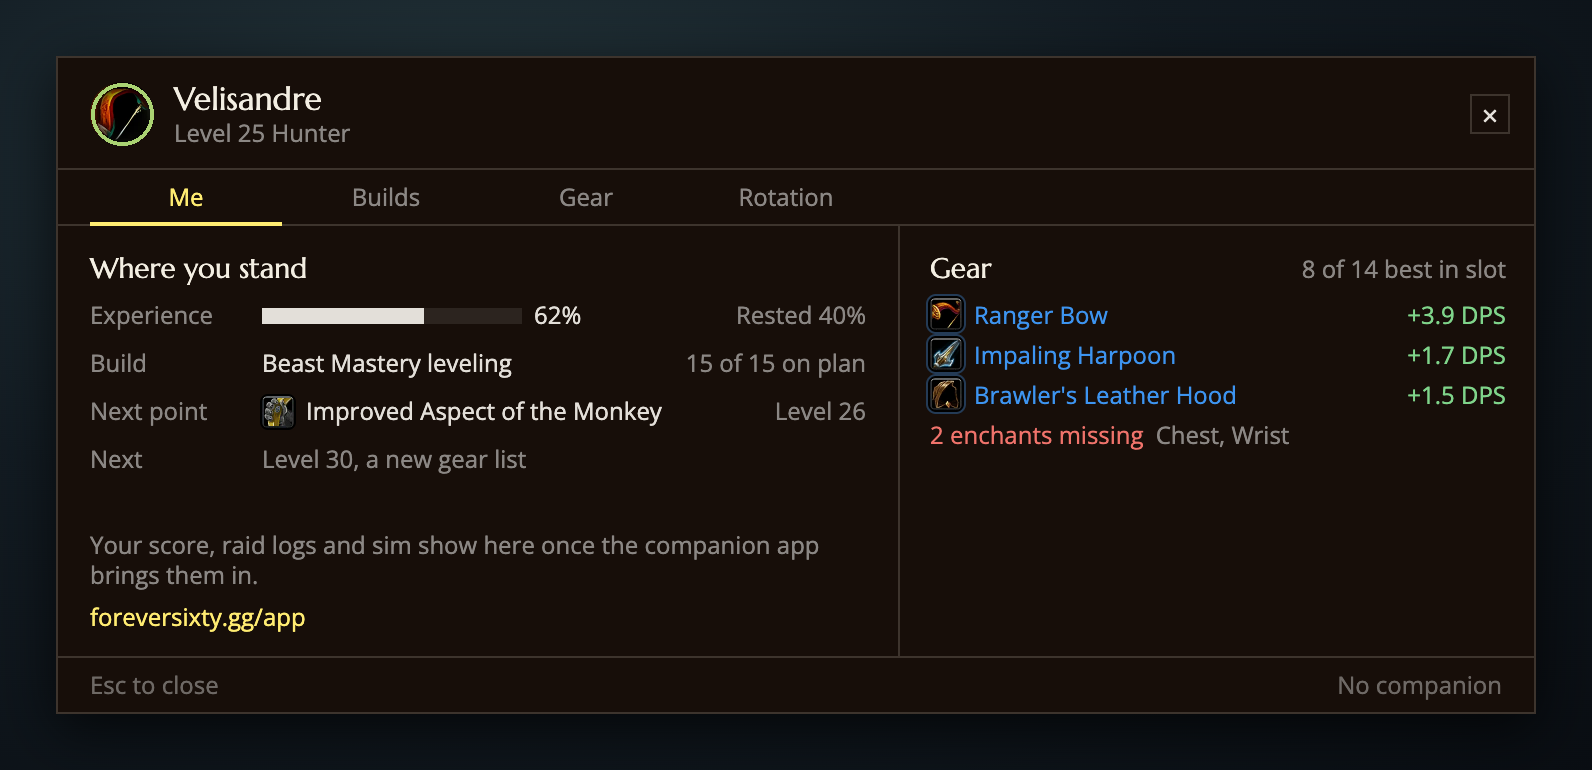 Velisandre
Level 25 Hunter
×
Me Builds Gear Rotation
Where you stand
Experience 62% Rested 40%
Build Beast Mastery leveling 15 of 15 on plan
Next point Improved Aspect of the Monkey Level 26
Next Level 30, a new gear list
Your score, raid logs and sim show here once the companion app
brings them in.
foreversixty.gg/app
Gear 8 of 14 best in slot
Ranger Bow +3.9 DPS
Impaling Harpoon +1.7 DPS
Brawler's Leather Hood +1.5 DPS
2 enchants missing Chest, Wrist
Esc to close No companion